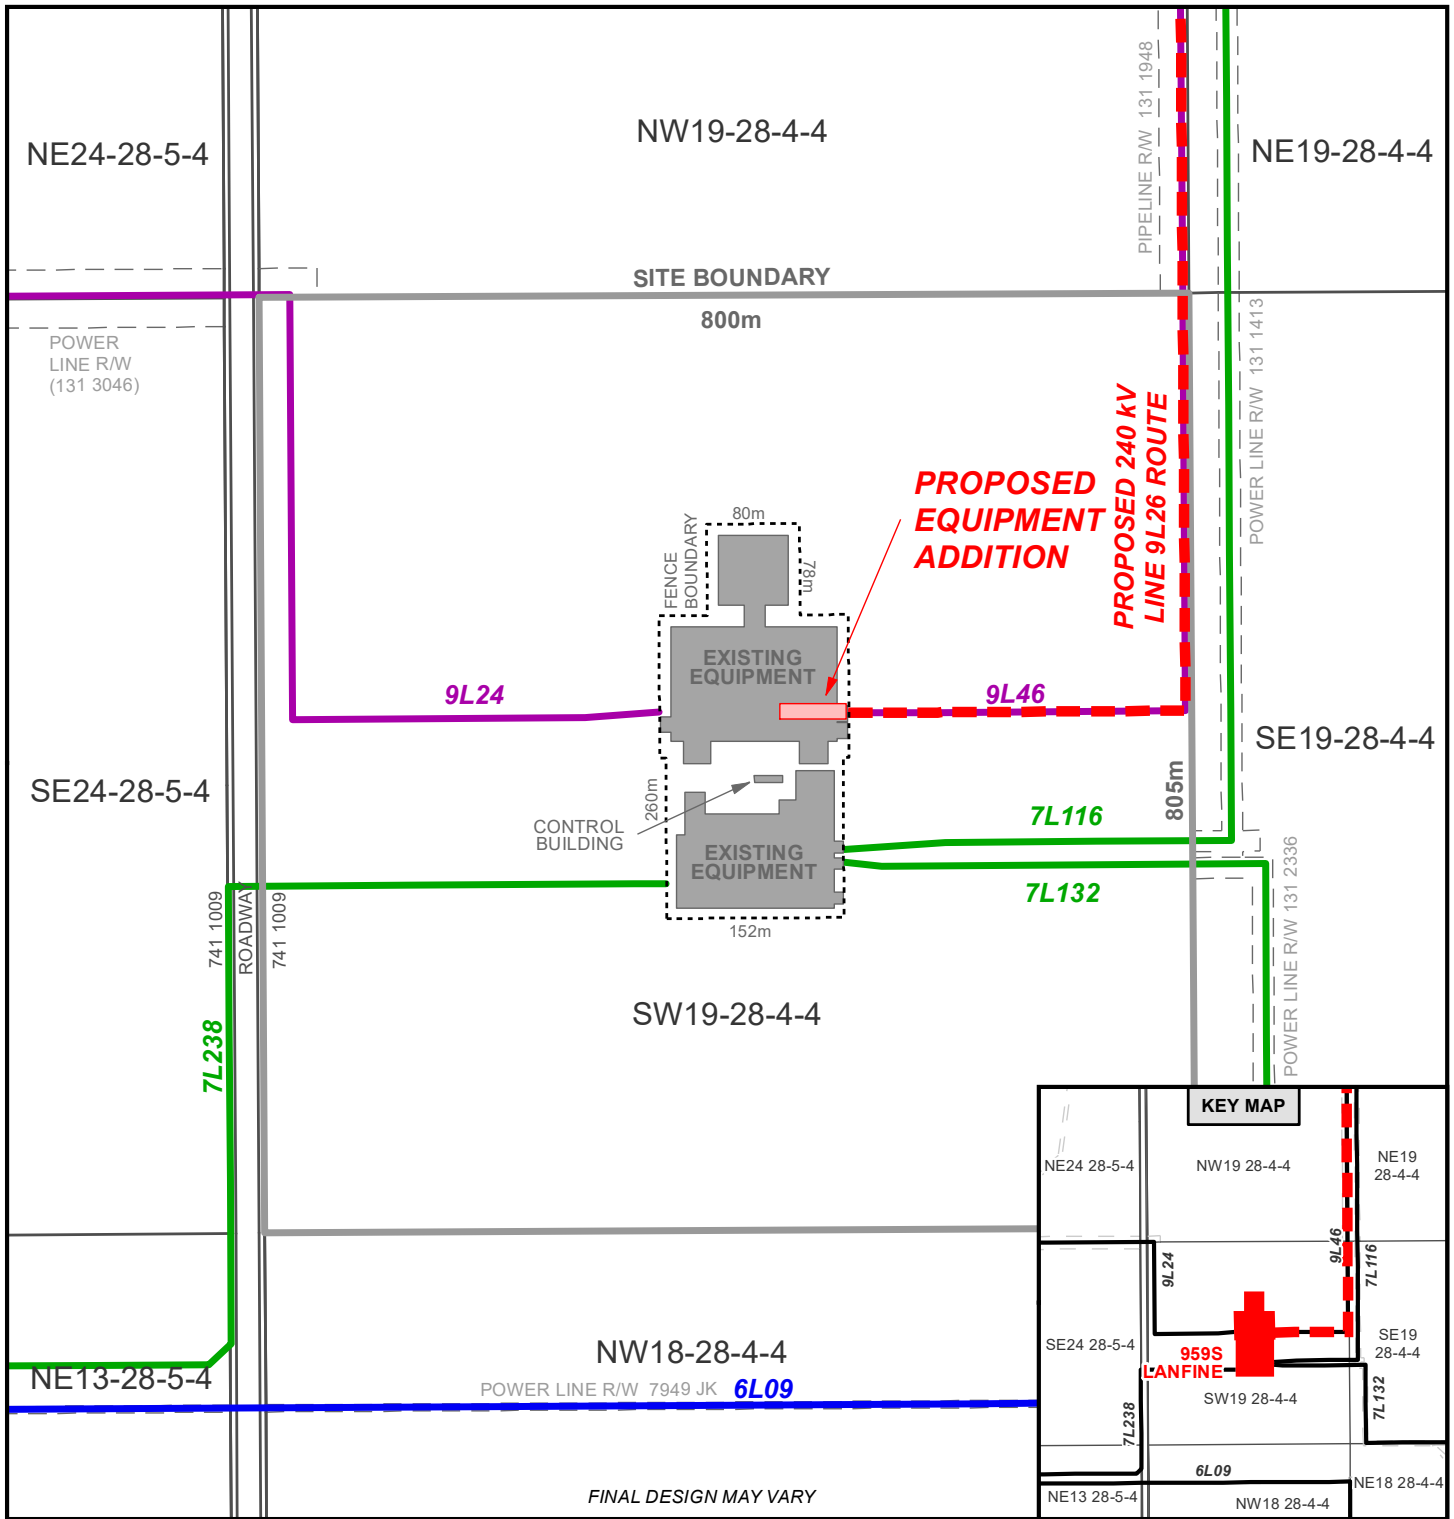 NE24-28-5-4
NW19-28-4-4
PIPELINE R/W 131 1948
NE19-28-4-4
SITE BOUNDARY
800m
POWER
LINE R/W
(131 3046)
POWER LINE R/W 131 1413
PROPOSED 240 kV
LINE 9L26 ROUTE
PROPOSED
EQUIPMENT
ADDITION
FENCE
BOUNDARY
80m
78m
EXISTING
EQUIPMENT
9L24
9L46
SE19-28-4-4
SE24-28-5-4
805m
260m
CONTROL
BUILDING
7L116
EXISTING
EQUIPMENT
7L132
POWER LINE R/W 131 2336
741 1009
ROADWAY
741 1009
152m
SW19-28-4-4
7L238
NW18-28-4-4
NE13-28-5-4
POWER LINE R/W 7949 JK
6L09
FINAL DESIGN MAY VARY
KEY MAP
NE24 28-5-4
NW19 28-4-4
NE19
28-4-4
9L24
9L46
7L116
SE24 28-5-4
959S
LANFINE
SE19
28-4-4
SW19 28-4-4
7L132
7L238
6L09
NE13 28-5-4
NW18 28-4-4
NE18 28-4-4